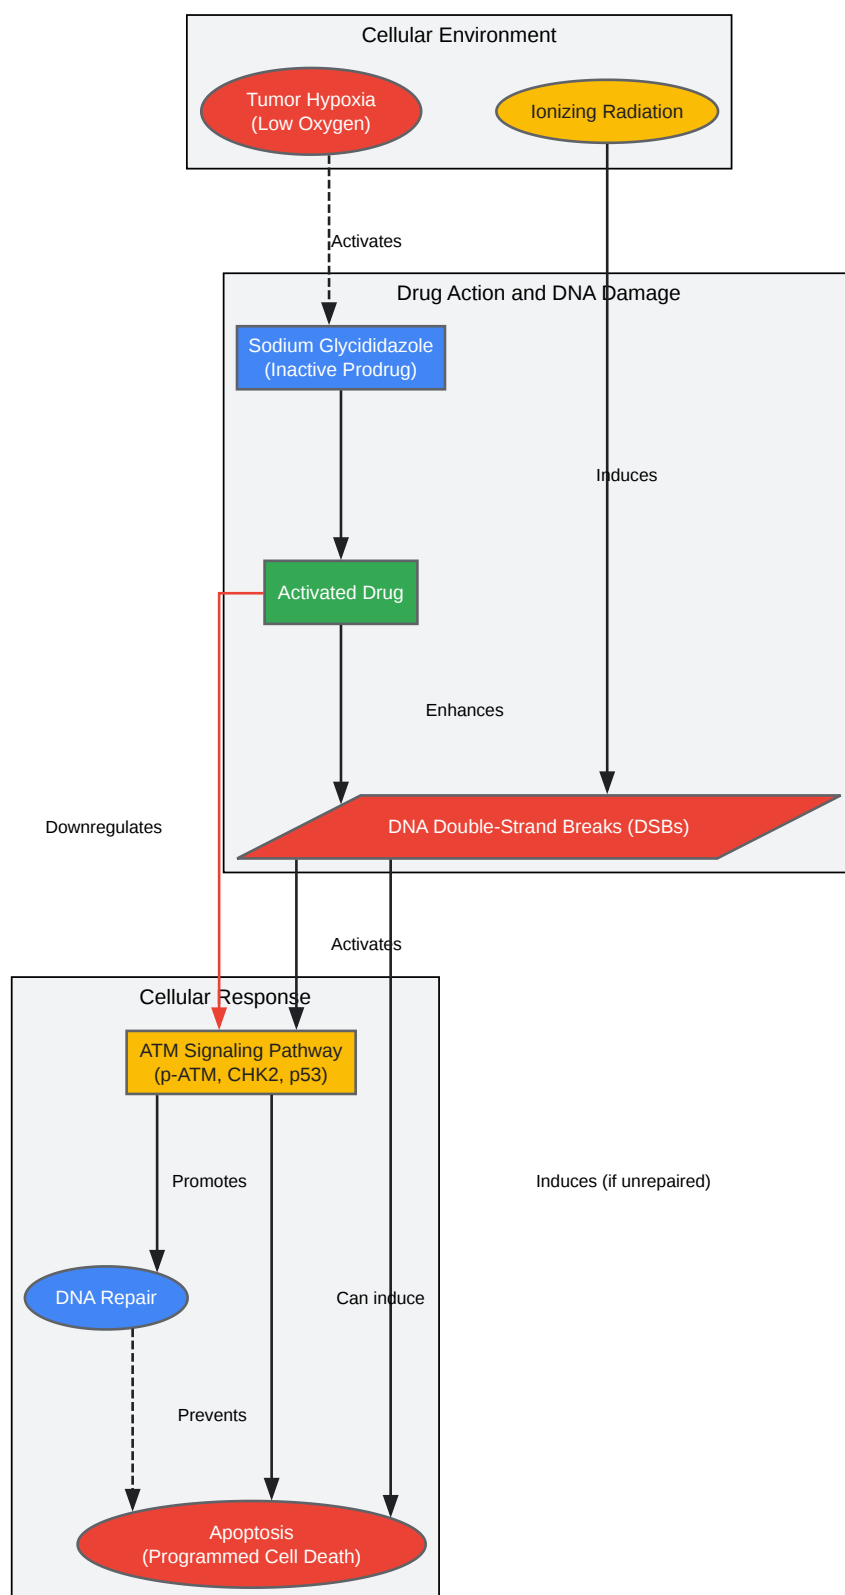 Cellular Environment
Tumor Hypoxia
(Low Oxygen)
Ionizing Radiation
Activates
Drug Action and DNA Damage
Sodium Glycididazole
(Inactive Prodrug)
Induces
Activated Drug
Enhances
Downregulates
DNA Double-Strand Breaks (DSBs)
Activates
Cellular Response
ATM Signaling Pathway
(p-ATM, CHK2, p53)
Promotes
Induces (if unrepaired)
DNA Repair
Can induce
Prevents
Apoptosis
(Programmed Cell Death)